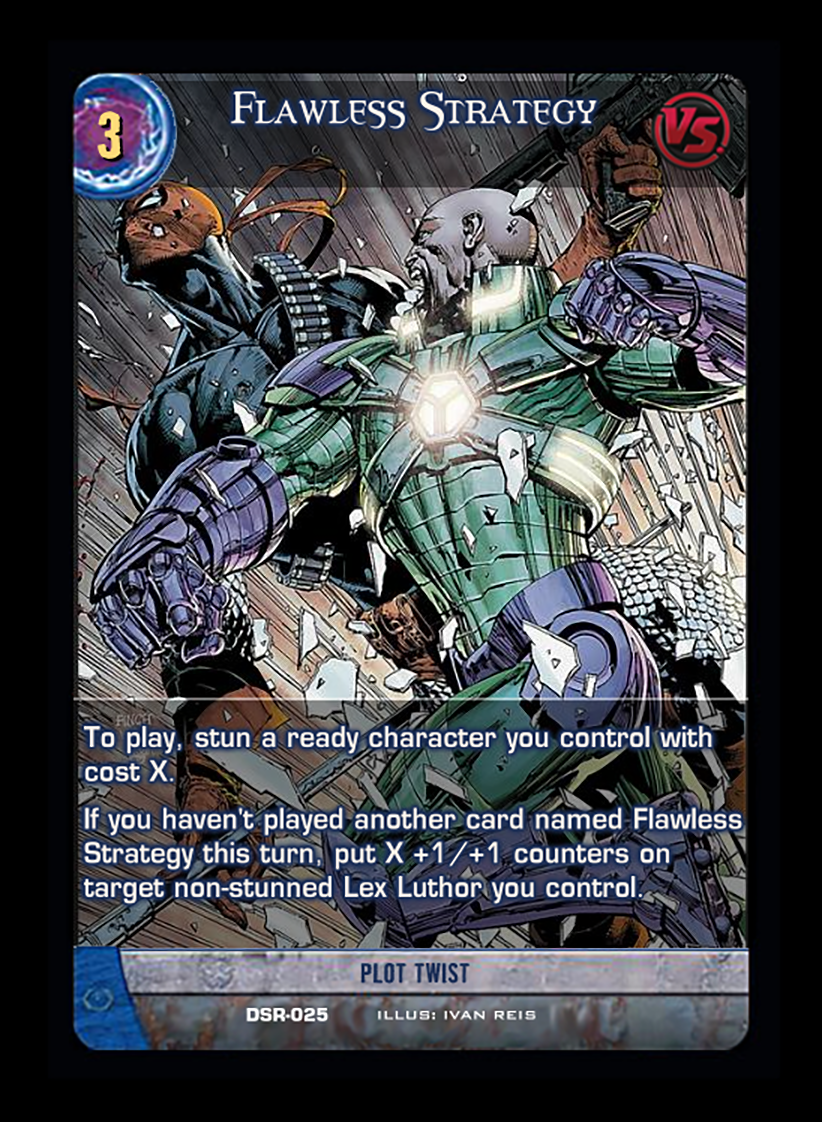 3
Flawless Strategy
VS.
FINCH
To play, stun a ready character you control with
cost X.
If you haven't played another card named Flawless
Strategy this turn, put X +1/+1 counters on
target non-stunned Lex Luthor you control.
PLOT TWIST
DSR-025 ILLUS: IVAN REIS